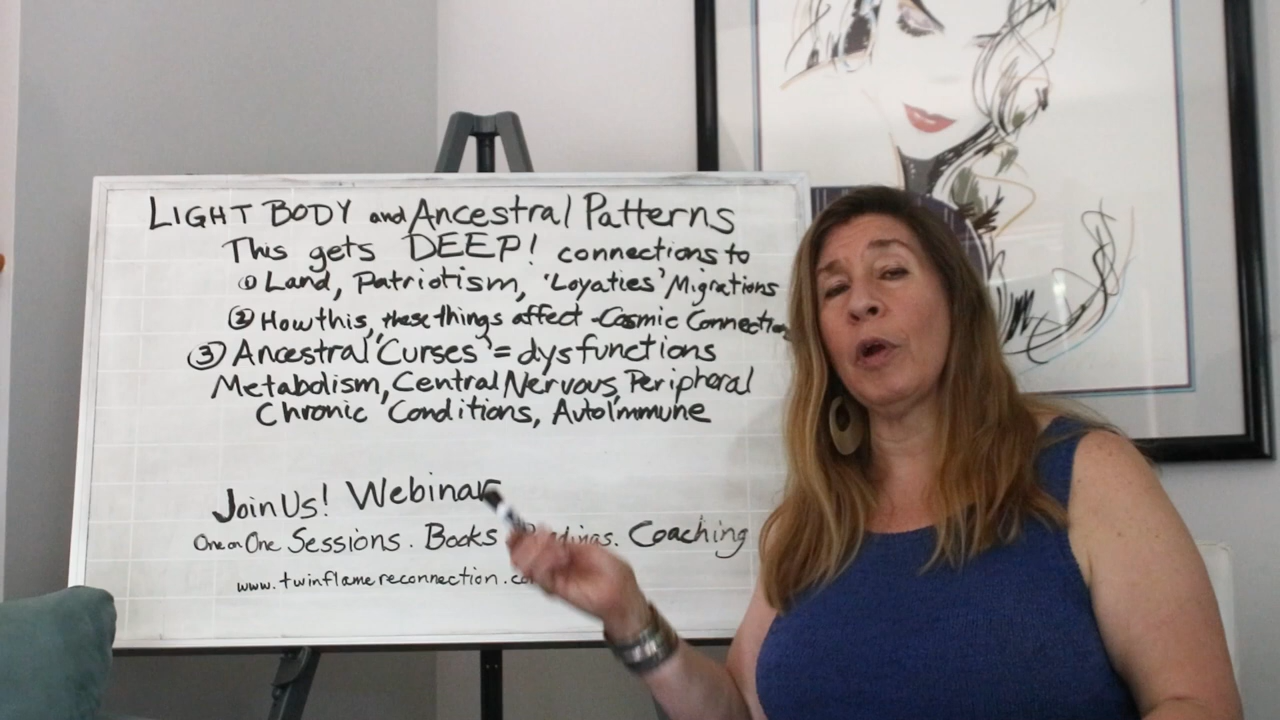 LIGHT BODY and Ancestral Patterns
This gets DEEP! connections to
① Land, Patriotism, 'Loyaties' Migrations
② How this, these things affect - Cosmic Connection
③ Ancestral 'Curses' = dysfunctions
Metabolism, Central Nervous, Peripheral
Chronic Conditions, Autoimmune
Join Us! Webinars
One on One Sessions. Books Coaching
www.twinflamereconnection.co